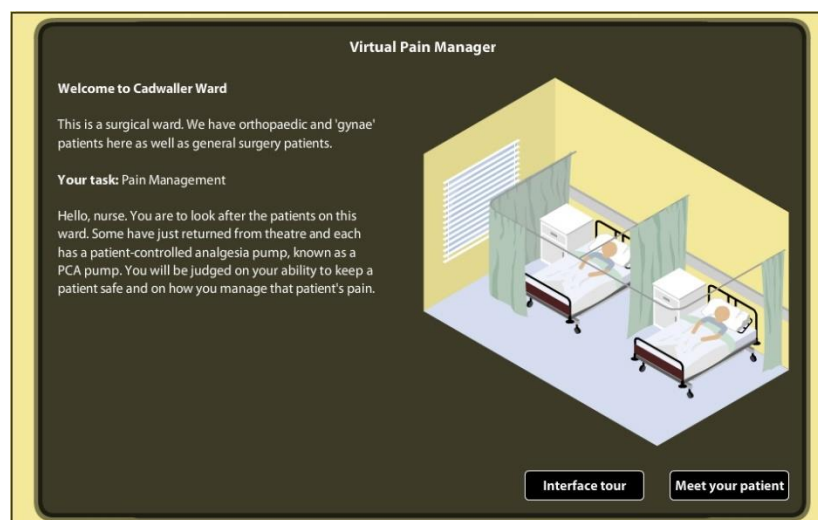 Virtual Pain Manager
Welcome to Cadwaller Ward
This is a surgical ward. We have orthopaedic and 'gynae'
patients here as well as general surgery patients.
Your task: Pain Management
Hello, nurse. You are to look after the patients on this
ward. Some have just returned from theatre and each
has a patient-controlled analgesia pump, known as a
PCA pump. You will be judged on your ability to keep a
patient safe and on how you manage that patient's pain.
Interface tour
Meet your patient